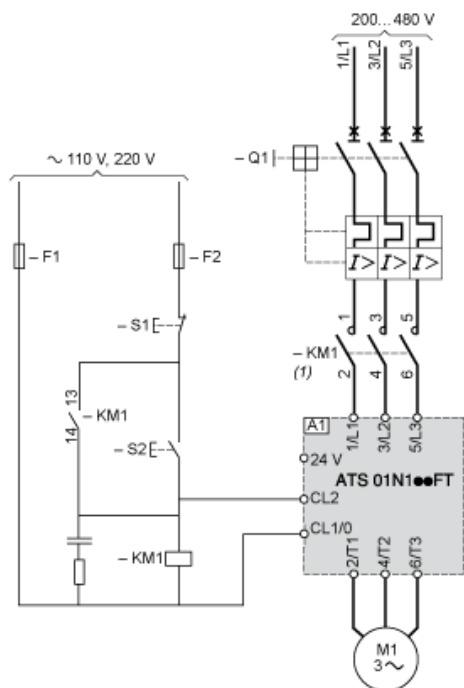 200...480 V
1/L1
3/L2
5/L3
– Q1
~ 110 V, 220 V
I>
I>
I>
– F1
– F2
1
3
5
– S1
– KM1
(1)
2
4
6
13
14
– KM1
A1
1/L1
3/L2
5/L3
– S2
24 V
ATS 01N1●●FT
CL2
CL1/0
– KM1
2/T1
4/T2
6/T3
M1
3 ~